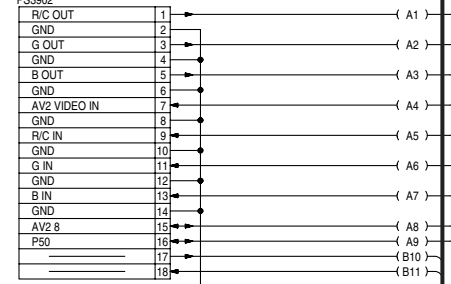 PS3902
R/C OUT 1 A1
GND 2
G OUT 3 A2
GND 4
B OUT 5 A3
GND 6
AV2 VIDEO IN 7 A4
GND 8
R/C IN 9 A5
GND 10
G IN 11 A6
GND 12
B IN 13 A7
GND 14
AV2 8 15 A8
P50 16 A9
17 B10
18 B11